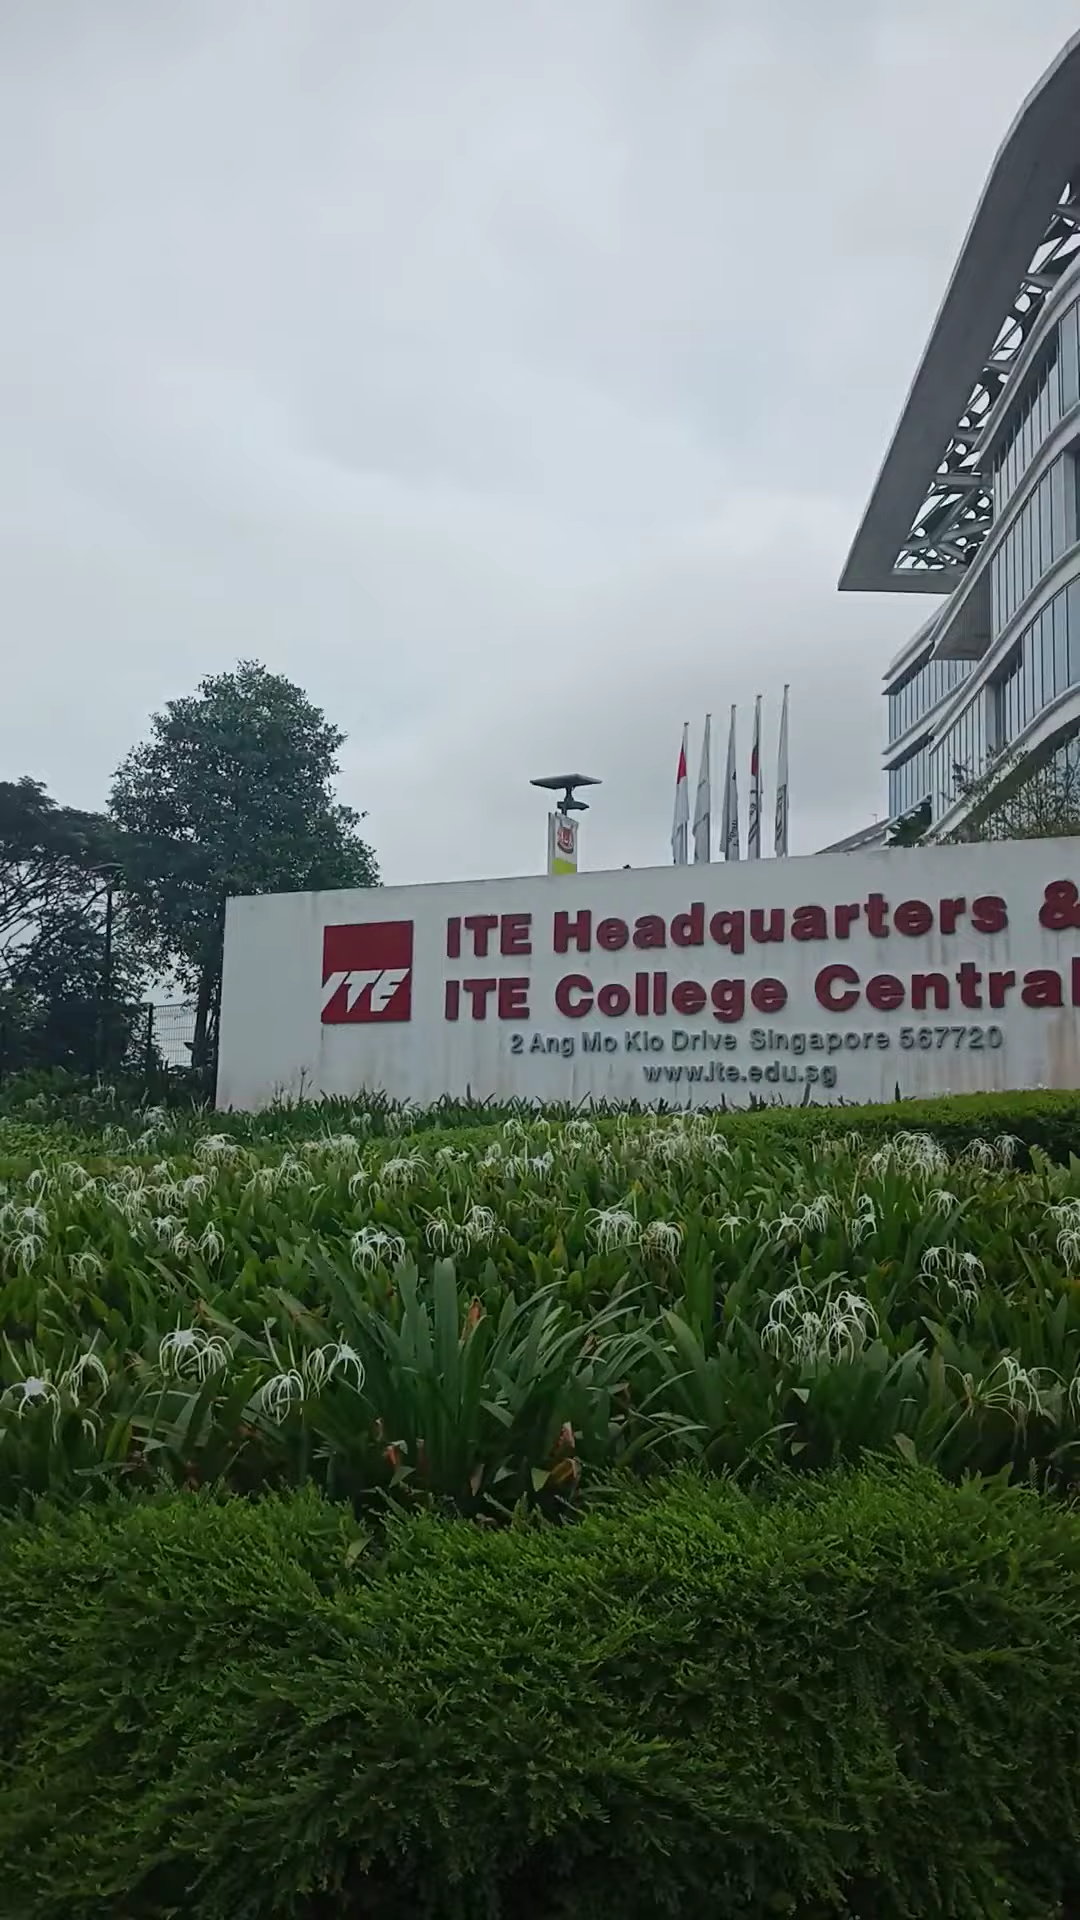 ITE Headquarters &
ITE
ITE College Central
2 Ang Mo Kio Drive Singapore 567720
www.ite.edu.sg